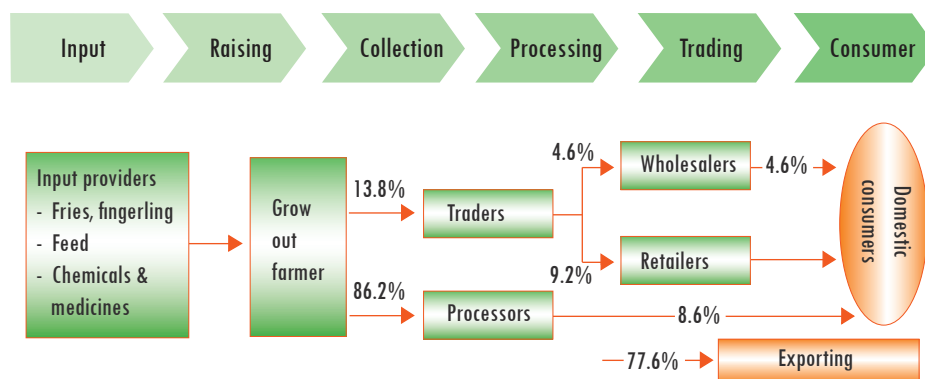 Input
Raising
Collection
Processing
Trading
Consumer
Input providers
- Fries, fingerling
- Feed
- Chemicals &
medicines
Grow
out
farmer
13.8%
86.2%
Traders
Processors
4.6%
9.2%
Wholesalers
Retailers
4.6%
8.6%
77.6%
Domestic
consumers
Exporting